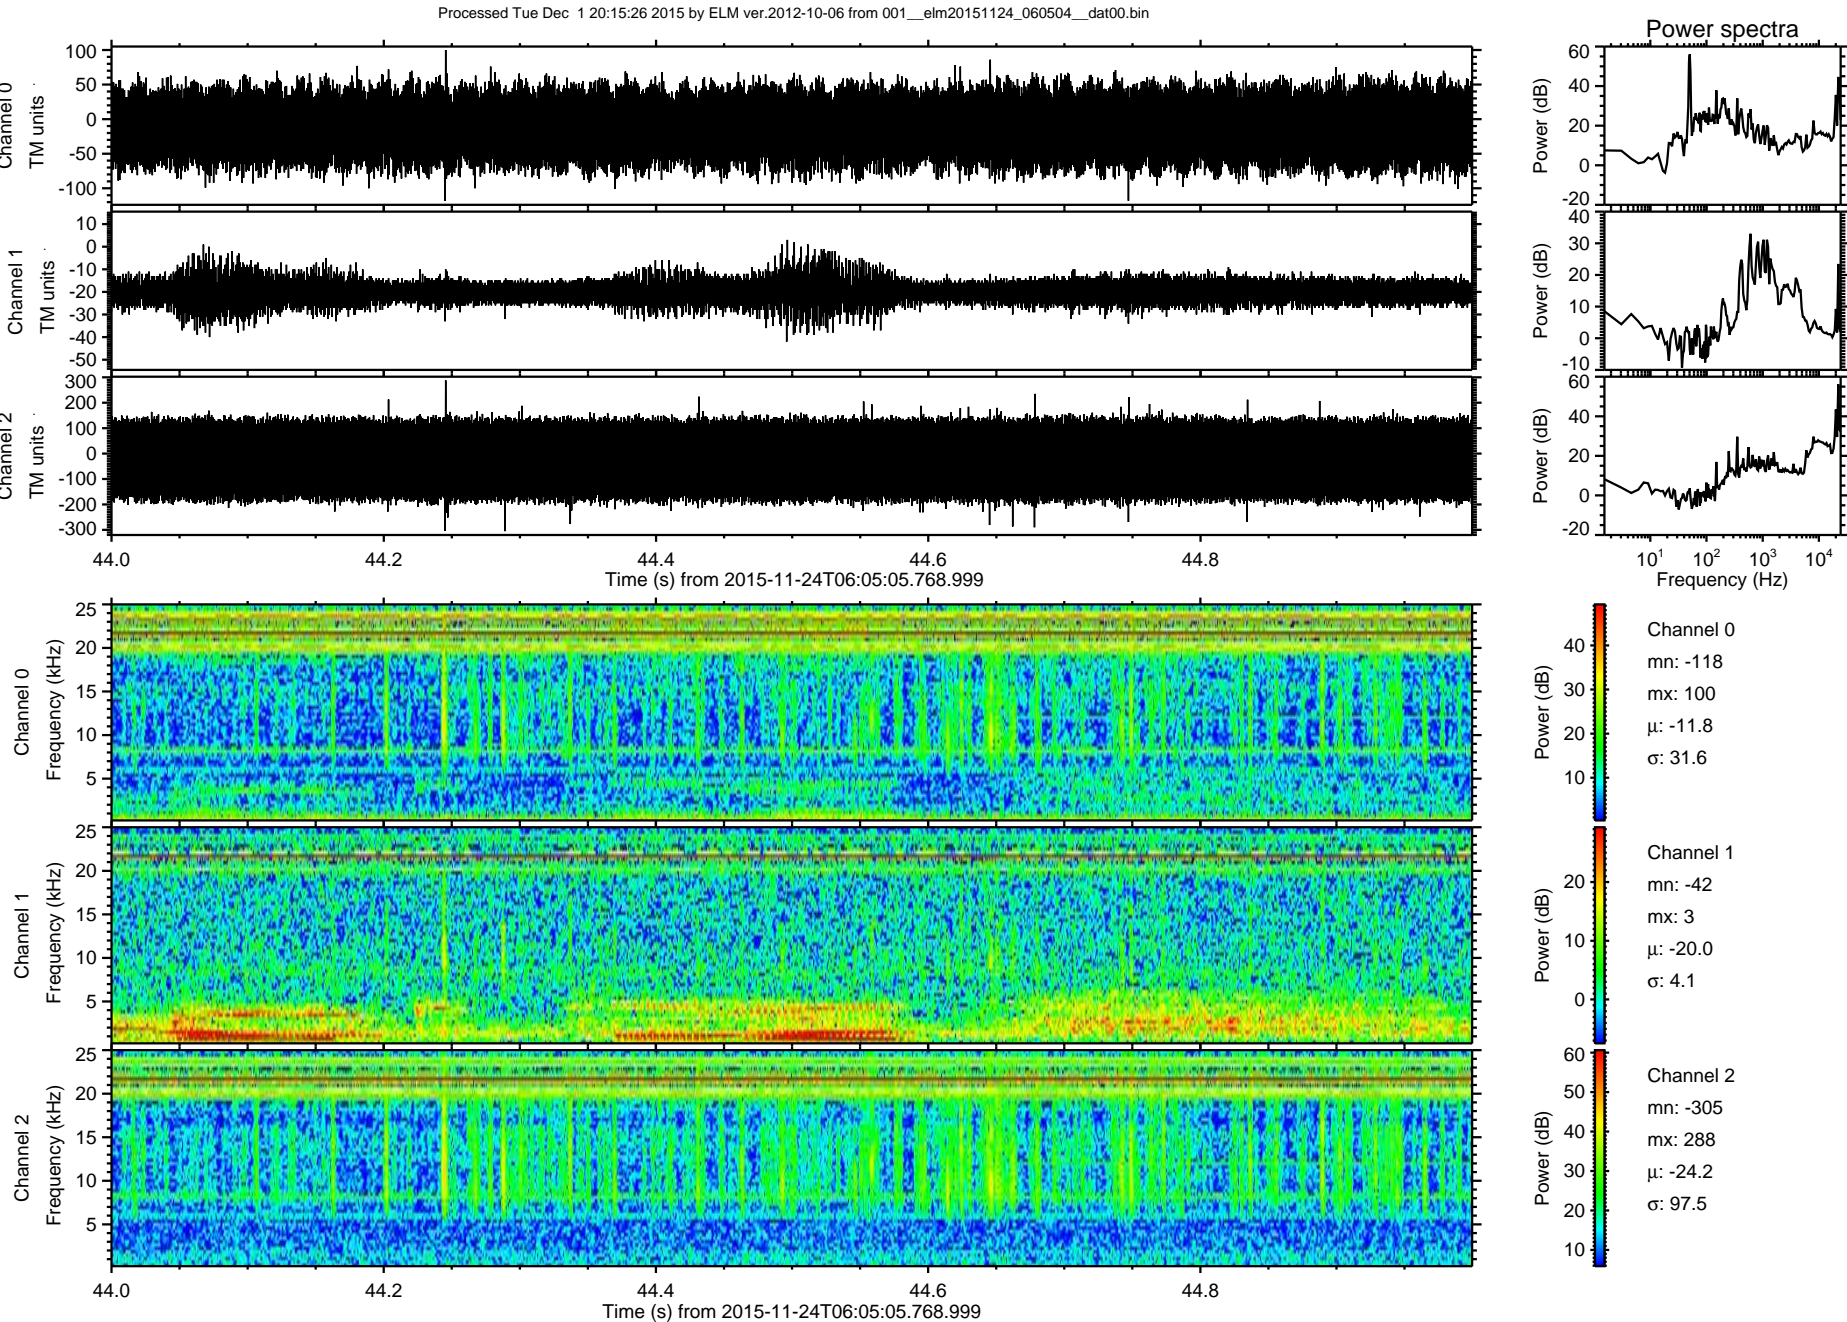 Processed Tue Dec  1 20:15:26 2015 by ELM ver.2012-10-06 from 001__elm20151124_060504__dat00.bin
Power spectra
Channel 0
TM units
100
50
0
-50
-100
Power (dB)
60
40
20
0
-20
Channel 1
TM units
10
0
-10
-20
-30
-40
-50
Power (dB)
40
30
20
10
0
-10
Channel 2
TM units
300
200
100
0
-100
-200
-300
Power (dB)
60
40
20
0
-20
44.0 44.2 44.4 44.6 44.8
Time (s) from 2015-11-24T06:05:05.768.999
10^1 10^2 10^3 10^4
Frequency (Hz)
Channel 0
Frequency (kHz)
25
20
15
10
5
Power (dB)
40
30
20
10
Channel 0
mn: -118
mx: 100
μ: -11.8
σ: 31.6
Channel 1
Frequency (kHz)
25
20
15
10
5
Power (dB)
20
10
0
Channel 1
mn: -42
mx: 3
μ: -20.0
σ: 4.1
Channel 2
Frequency (kHz)
25
20
15
10
5
Power (dB)
60
50
40
30
20
10
Channel 2
mn: -305
mx: 288
μ: -24.2
σ: 97.5
44.0 44.2 44.4 44.6 44.8
Time (s) from 2015-11-24T06:05:05.768.999